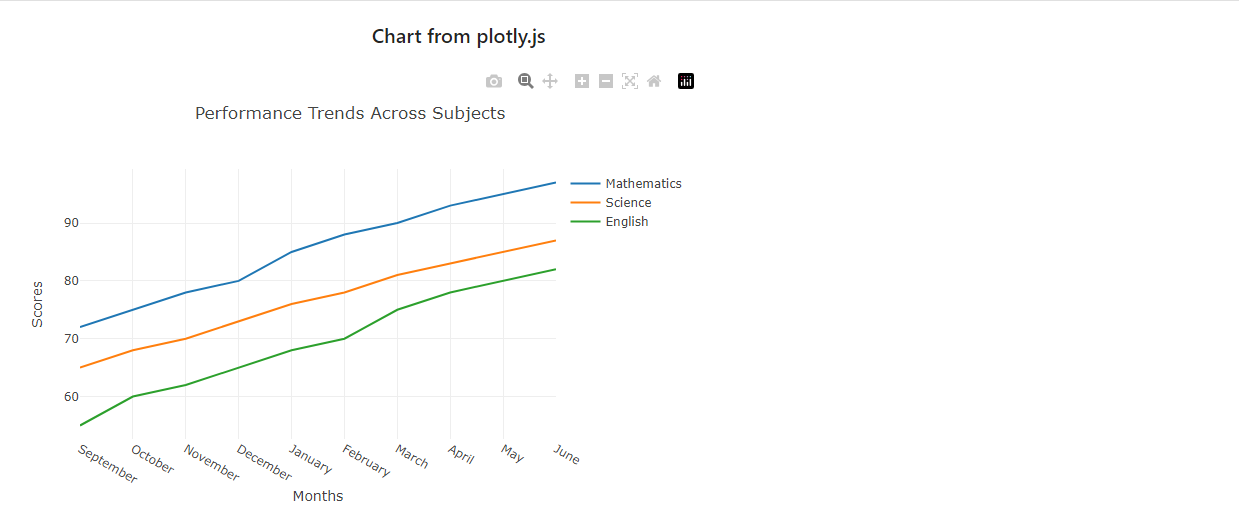 Chart from plotly.js
Performance Trends Across Subjects
Mathematics
Science
English
90
80
70
60
Scores
September
October
November
December
January
February
March
April
May
June
Months